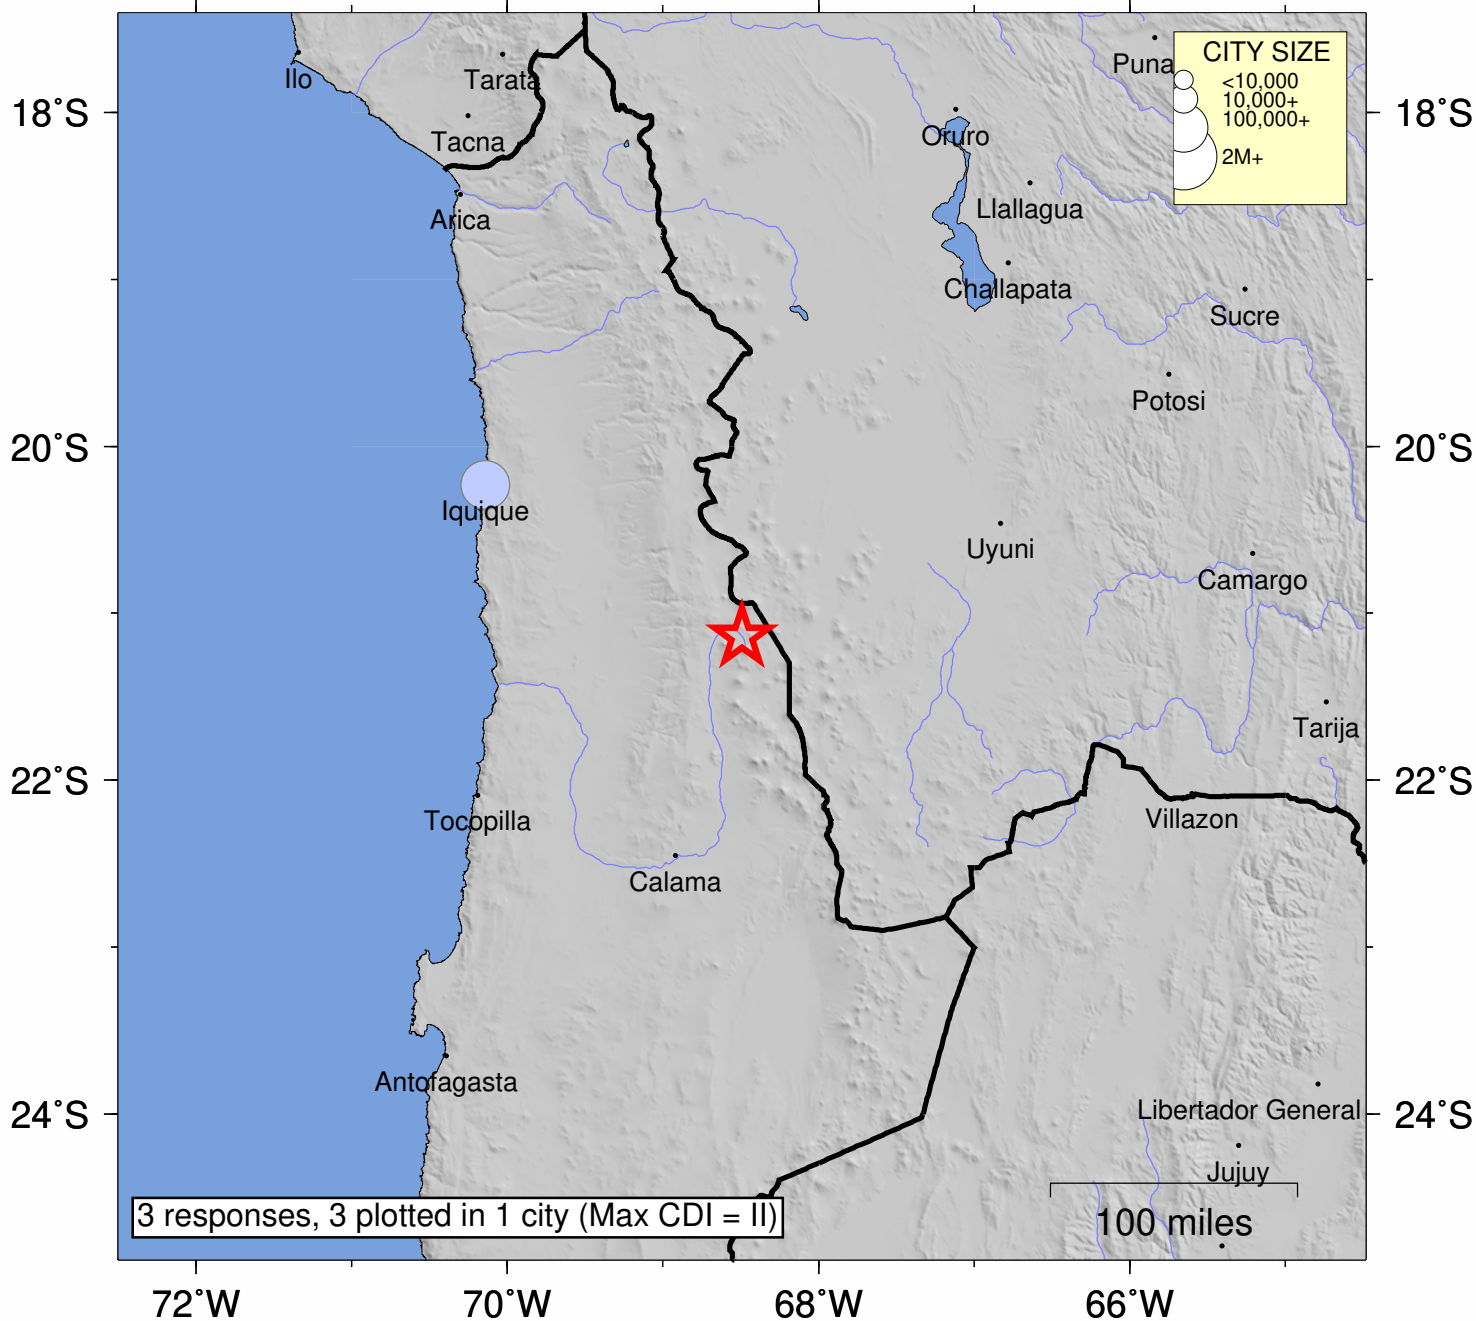 Ilo
Tarata
Puna
CITY SIZE
<10,000
10,000+
100,000+
2M+
18˚S
18˚S
Tacna
Oruro
Arica
Llallagua
Challapata
Sucre
Potosi
20˚S
20˚S
Iquique
Uyuni
Camargo
Tarija
22˚S
22˚S
Tocopilla
Villazon
Calama
Antofagasta
24˚S
Libertador General
24˚S
Jujuy
3 responses, 3 plotted in 1 city (Max CDI = II)
100 miles
72˚W
70˚W
68˚W
66˚W